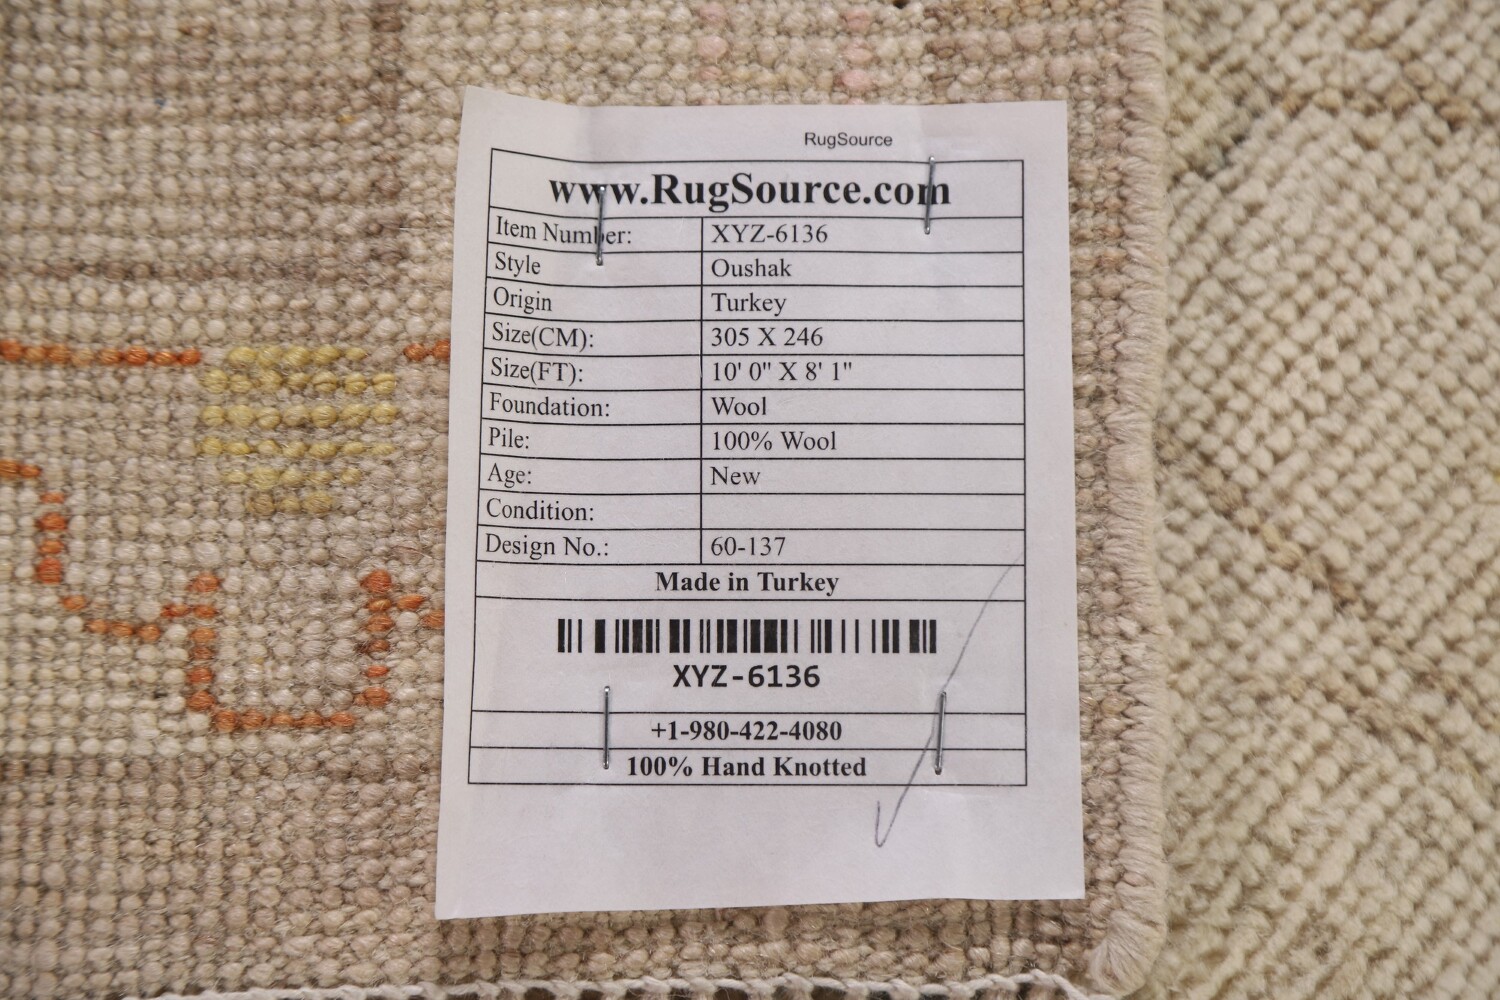 RugSource
www.RugSource.com
Item Number: XYZ-6136
Style Oushak
Origin Turkey
Size(CM): 305 X 246
Size(FT): 10' 0" X 8' 1"
Foundation: Wool
Pile: 100% Wool
Age: New
Condition:
Design No.: 60-137
Made in Turkey
XYZ-6136
+1-980-422-4080
100% Hand Knotted